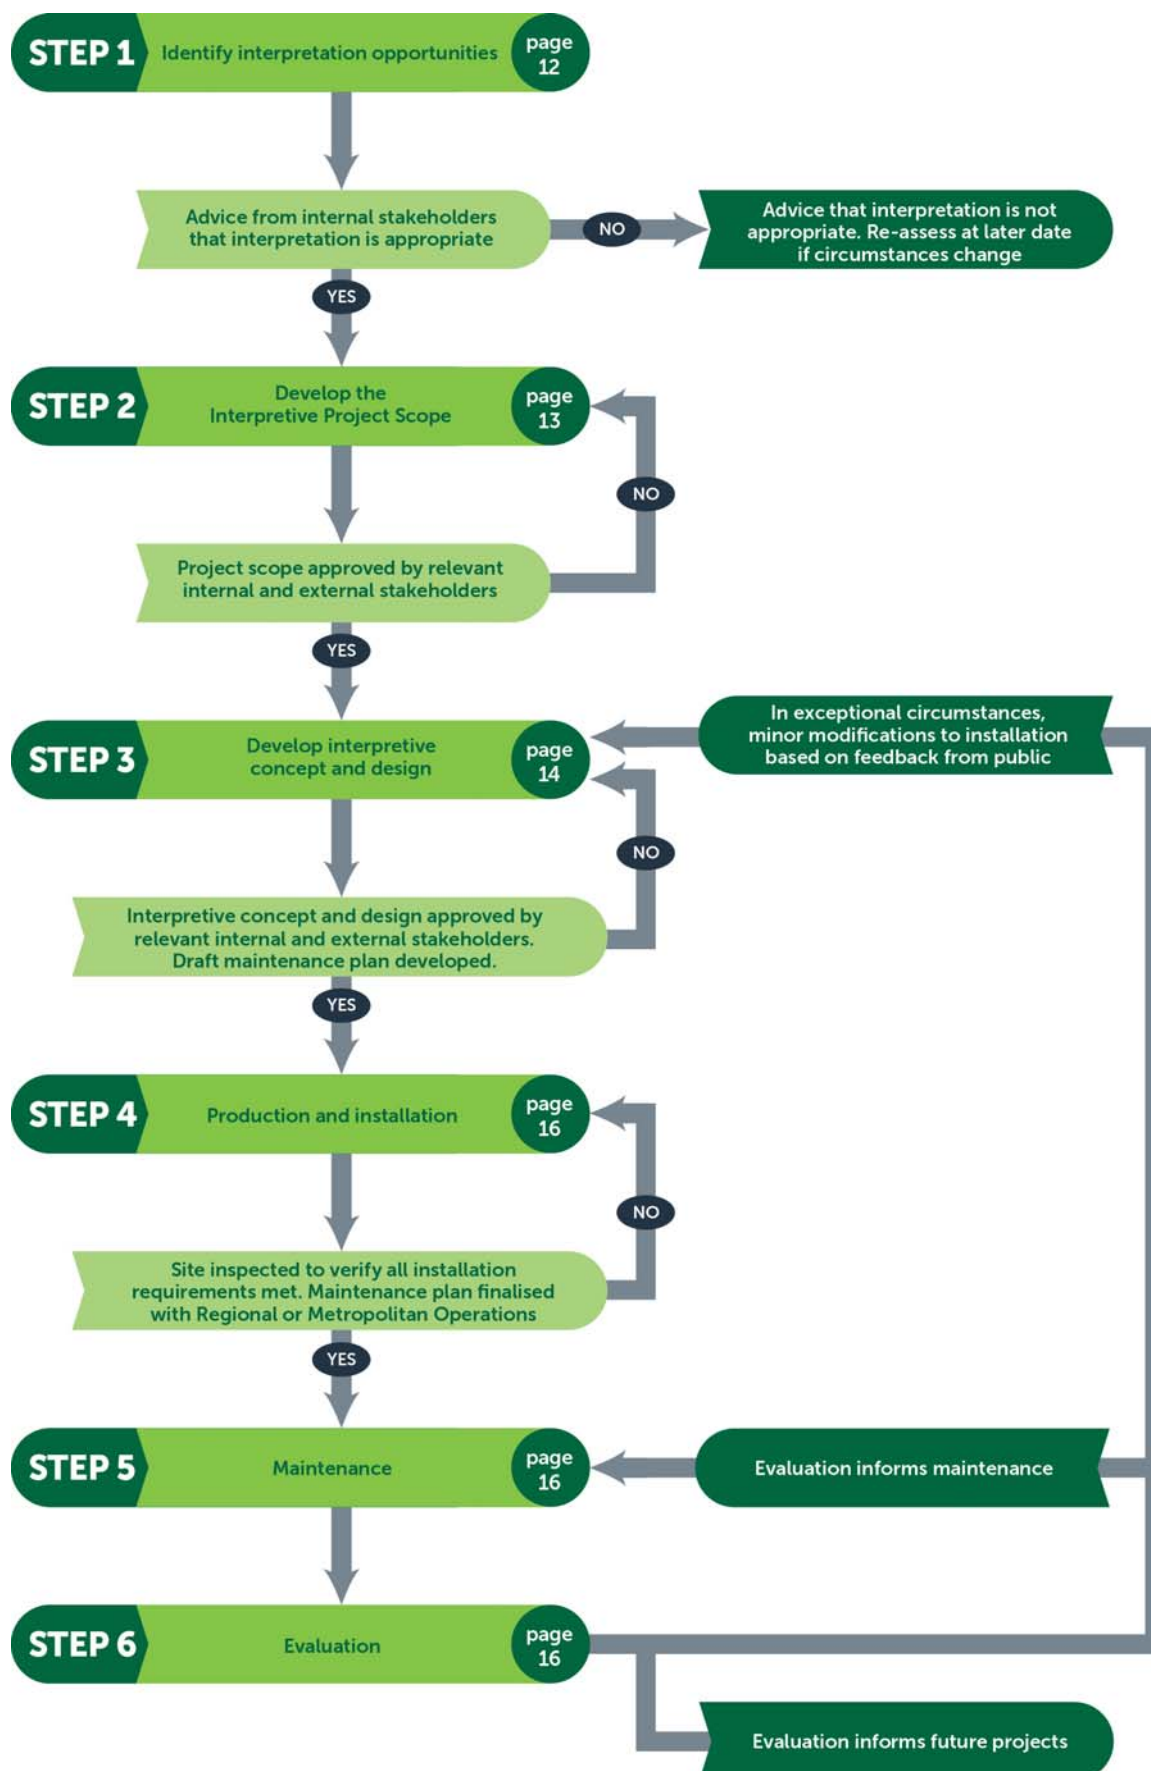 STEP 1
Identify interpretation opportunities
page
12
Advice from internal stakeholders
that interpretation is appropriate
NO
Advice that interpretation is not
appropriate. Re-assess at later date
if circumstances change
YES
STEP 2
Develop the
Interpretive Project Scope
page
13
NO
Project scope approved by relevant
internal and external stakeholders
YES
STEP 3
Develop interpretive
concept and design
page
14
In exceptional circumstances,
minor modifications to installation
based on feedback from public
NO
Interpretive concept and design approved by
relevant internal and external stakeholders.
Draft maintenance plan developed.
YES
STEP 4
Production and installation
page
16
NO
Site inspected to verify all installation
requirements met. Maintenance plan finalised
with Regional or Metropolitan Operations
YES
STEP 5
Maintenance
page
16
Evaluation informs maintenance
STEP 6
Evaluation
page
16
Evaluation informs future projects